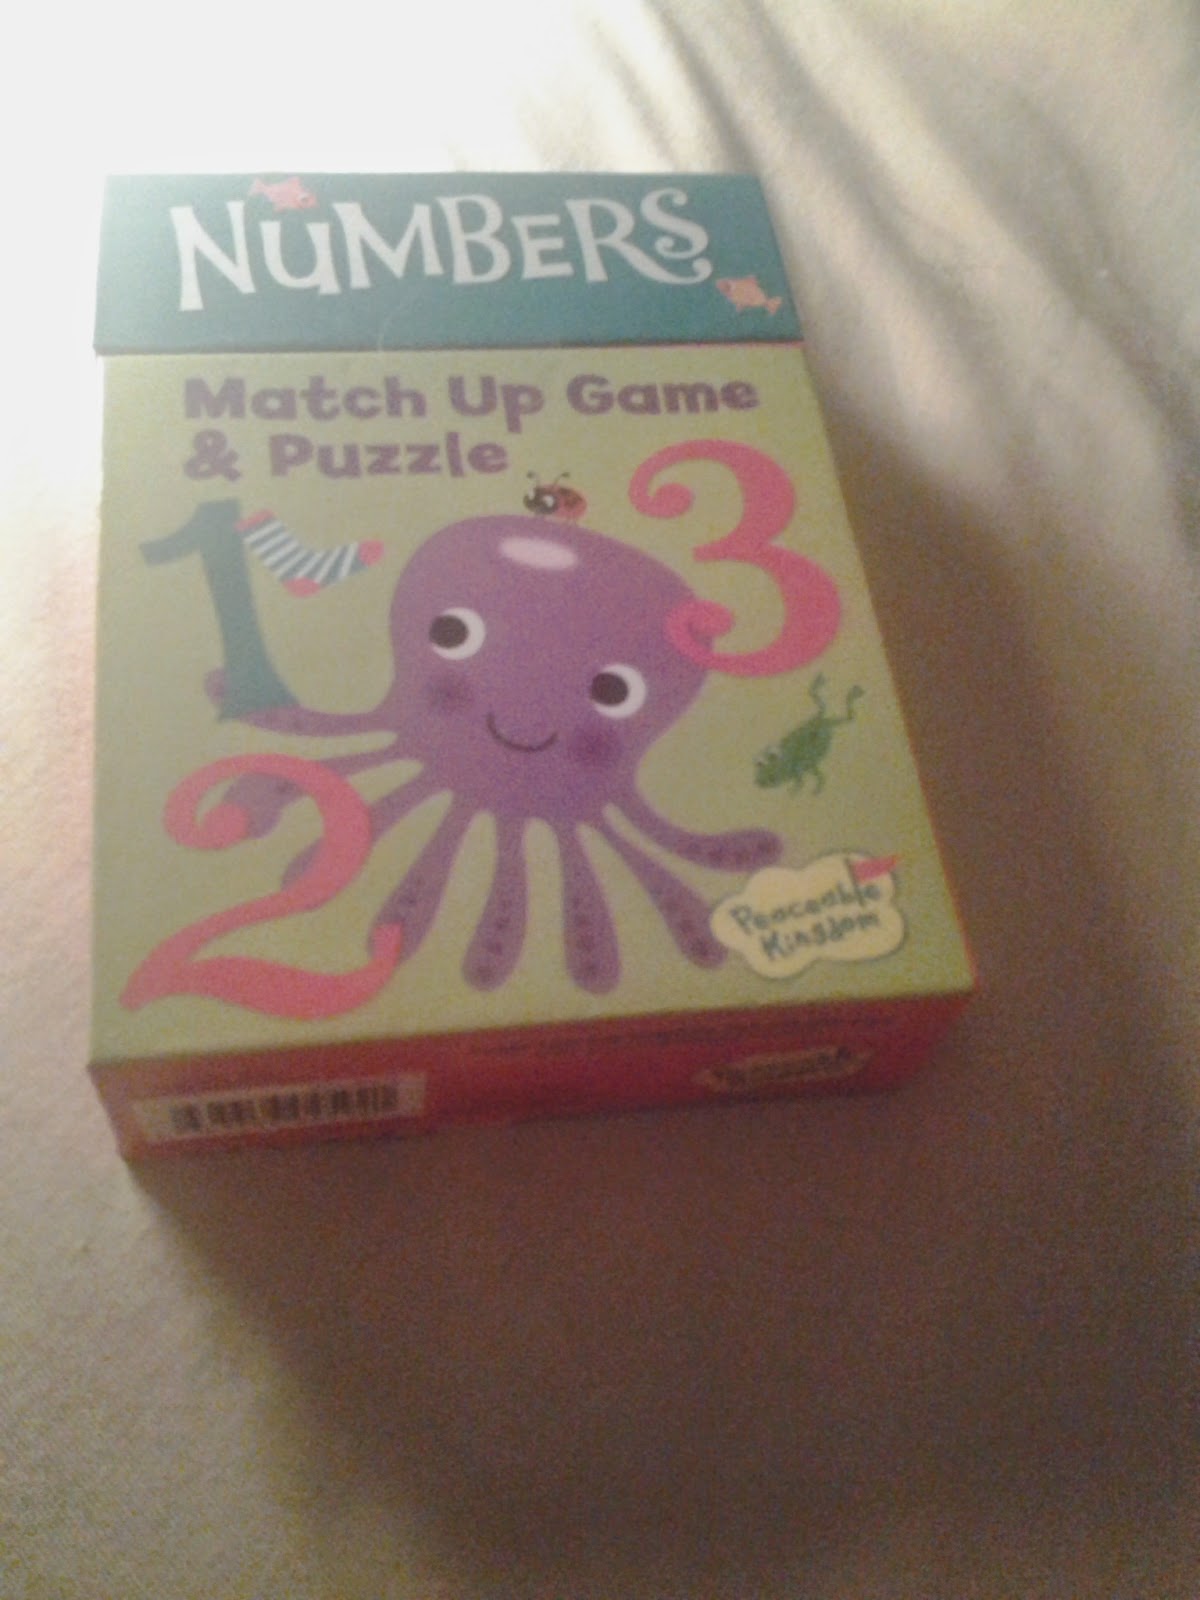 NUMBERS
Match Up Game
& Puzzle
1
3
2
Peaceable
Kingdom